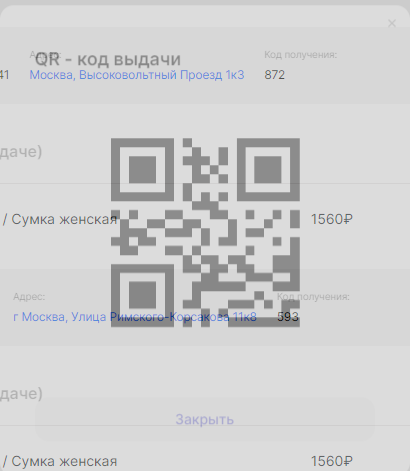 ×
Адрес:
Код получения:
QR - код выдачи
41
Москва, Высоковольтный Проезд 1к3
872
даче)
/ Сумка женская
1560₽
Адрес:
Код получения:
г Москва, Улица Римского-Корсакова 11к8
593
даче)
Закрыть
/ Сумка женская
1560₽